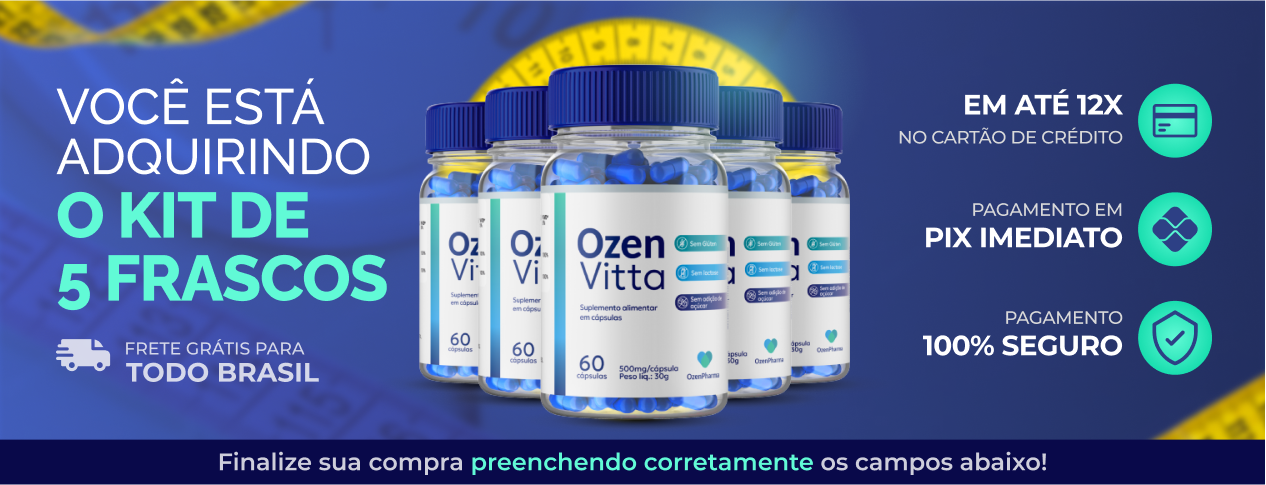 VOCÊ ESTÁ
ADQUIRINDO
O KIT DE
5 FRASCOS
FRETE GRÁTIS PARA
TODO BRASIL
Ozen
Vitta
Suplemento alimentar
em cápsulas
60
cápsulas
500mg/cápsula
Peso líq.: 30g
Sem Glúten
Sem lactose
Sem adição de
açúcar
OzenPharma
EM ATÉ 12X
NO CARTÃO DE CRÉDITO
PAGAMENTO EM
PIX IMEDIATO
PAGAMENTO
100% SEGURO
Finalize sua compra preenchendo corretamente os campos abaixo!